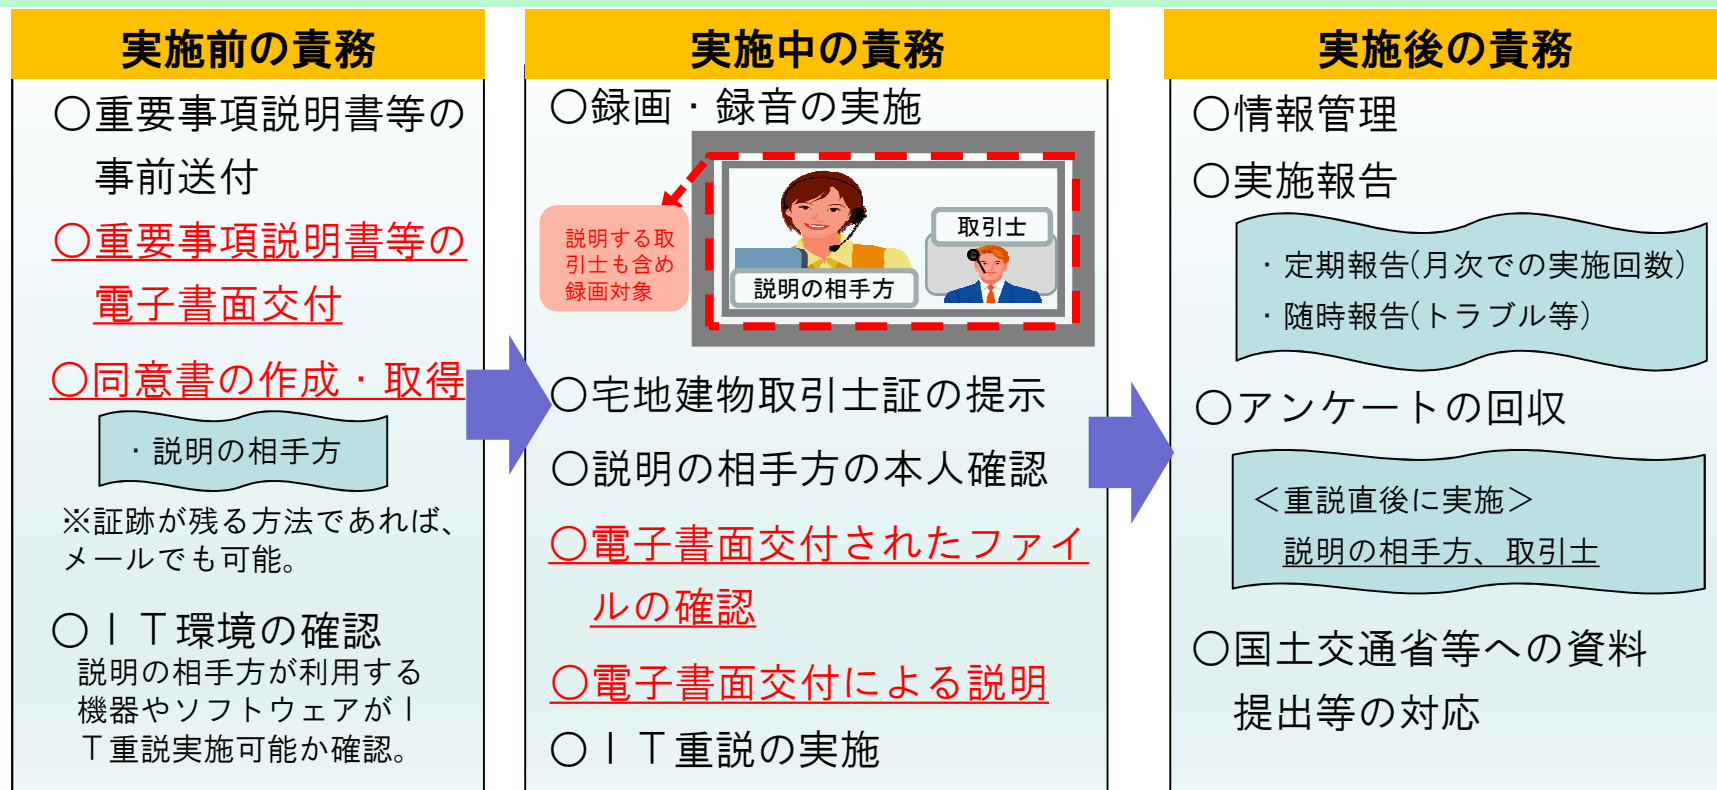 実施前の責務
○重要事項説明書等の
事前送付
○重要事項説明書等の
電子書面交付
○同意書の作成・取得
・説明の相手方
※証跡が残る方法であれば、
メールでも可能。
○ＩＴ環境の確認
説明の相手方が利用する
機器やソフトウェアがＩ
Ｔ重説実施可能か確認。
実施中の責務
○録画・録音の実施
説明する取
引士も含め
録画対象
取引士
説明の相手方
○宅地建物取引士証の提示
○説明の相手方の本人確認
○電子書面交付されたファイ
ルの確認
○電子書面交付による説明
○ＩＴ重説の実施
実施後の責務
○情報管理
○実施報告
・定期報告(月次での実施回数)
・随時報告(トラブル等)
○アンケートの回収
＜重説直後に実施＞
説明の相手方、取引士
○国土交通省等への資料
提出等の対応